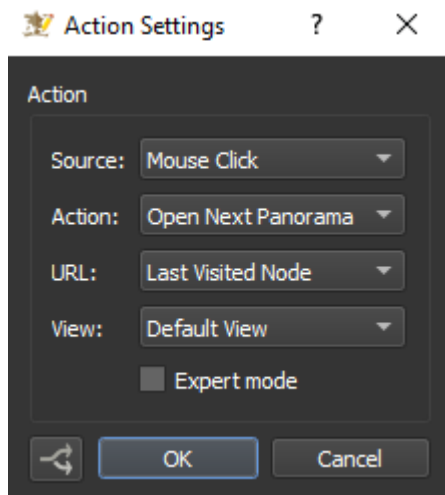 Action Settings ?
Action
Source: Mouse Click
Action: Open Next Panorama
URL: Last Visited Node
View: Default View
Expert mode
OK Cancel